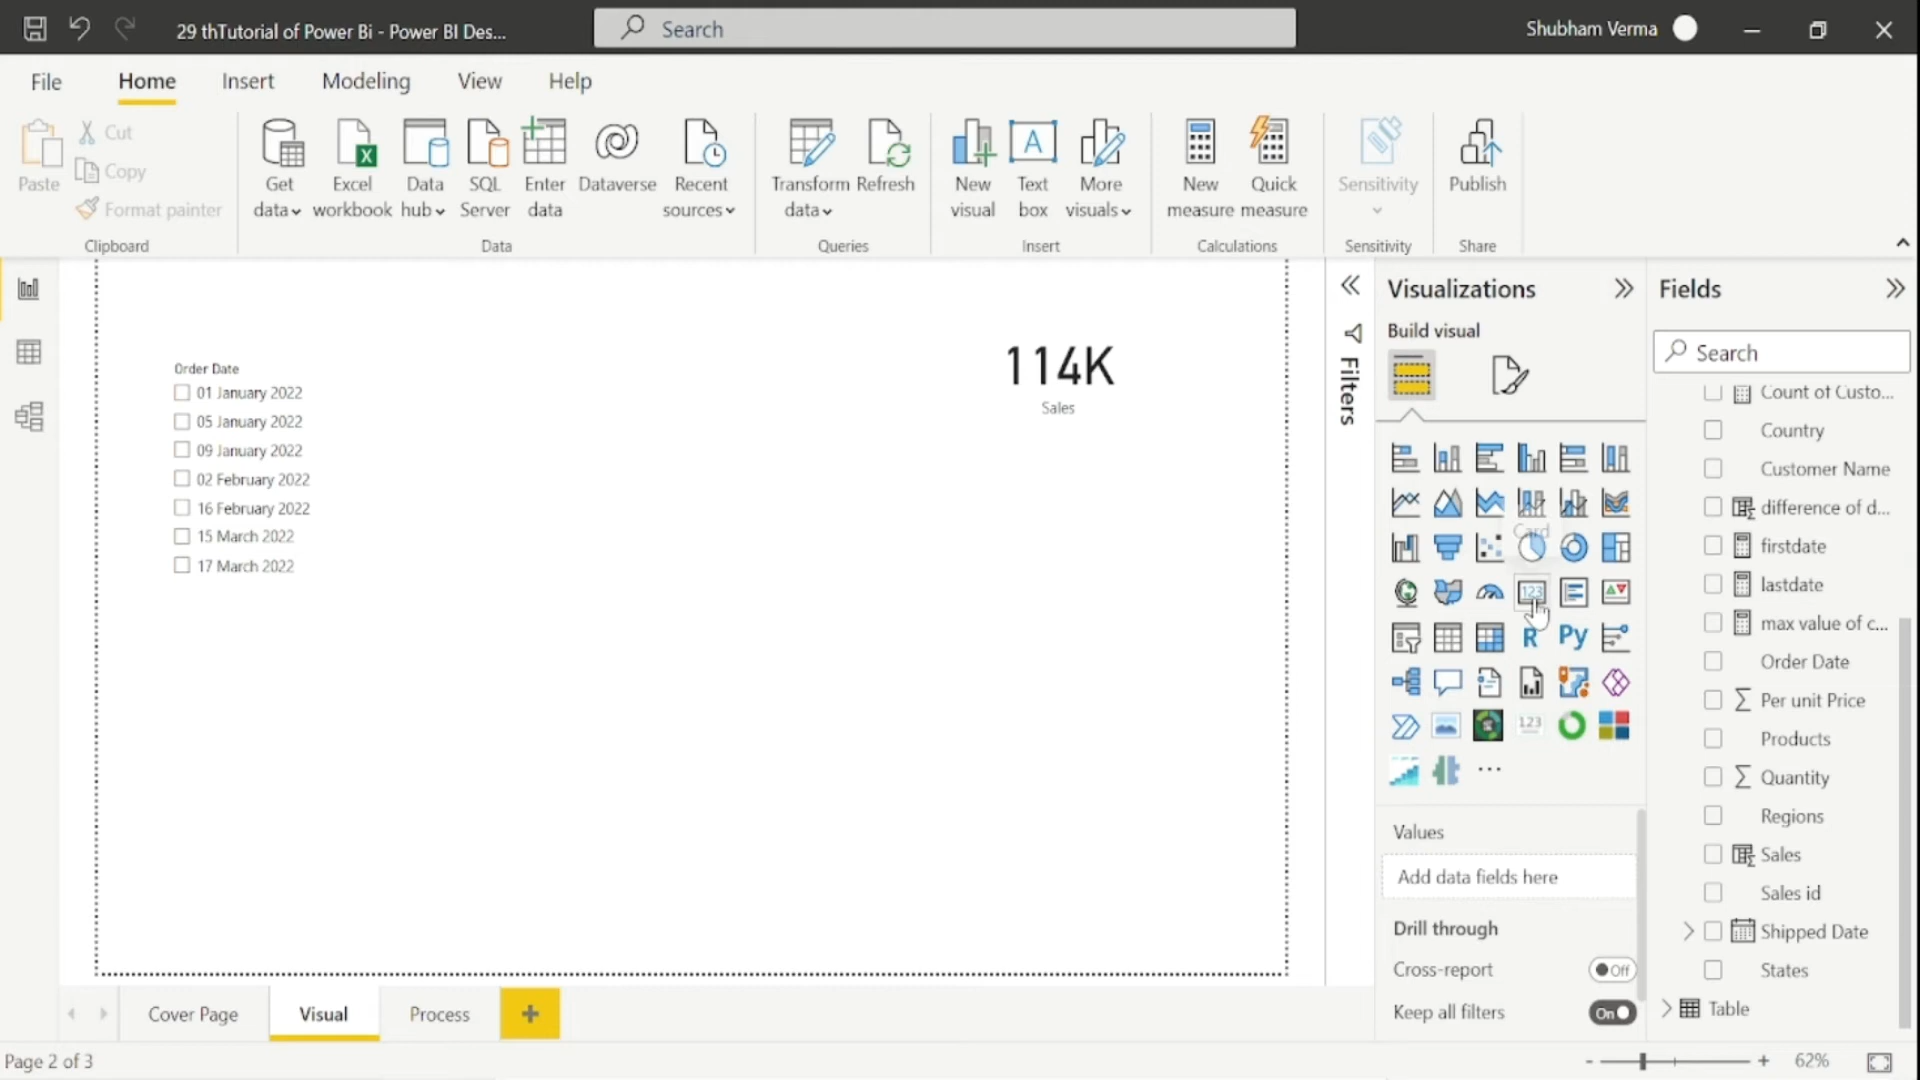 29 thTutorial of Power Bi - Power BI Des...
Search
Shubham Verma
File
Home
Insert
Modeling
View
Help
Paste
Cut
Copy
Format painter
Clipboard
Get data
Excel workbook
Data hub
SQL Server
Enter data
Dataverse
Recent sources
Data
Transform data
Refresh
Queries
New visual
Text box
More visuals
Insert
New measure
Quick measure
Calculations
Sensitivity
Sensitivity
Publish
Share
Order Date
01 January 2022
05 January 2022
09 January 2022
02 February 2022
16 February 2022
15 March 2022
17 March 2022
114K
Sales
Filters
Visualizations
Build visual
Card
123
R
Py
123
Values
Add data fields here
Drill through
Cross-report
Off
Keep all filters
On
Fields
Search
Count of Custo...
Country
Customer Name
difference of d...
firstdate
lastdate
max value of c...
Order Date
Per unit Price
Products
Quantity
Regions
Sales
Sales id
Shipped Date
States
Table
Cover Page
Visual
Process
+
Page 2 of 3
- + 62%